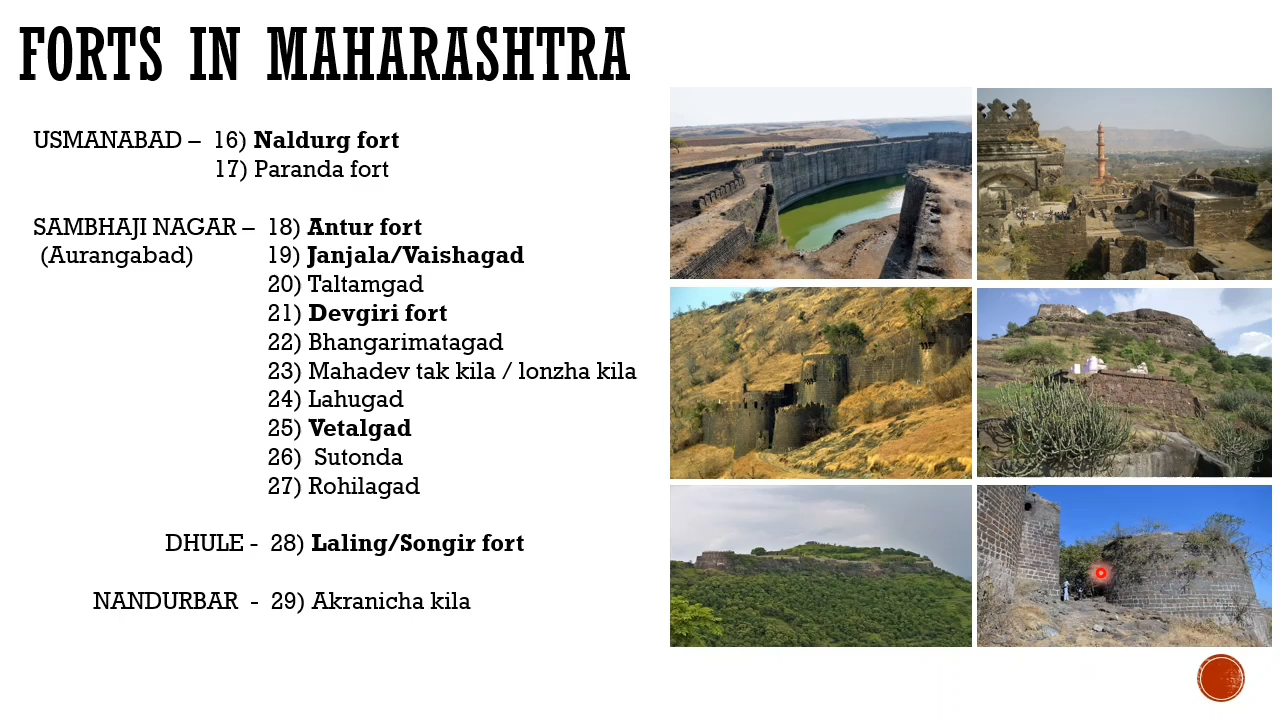 FORTS IN MAHARASHTRA
USMANABAD – 16) Naldurg fort
17) Paranda fort
SAMBHAJI NAGAR – 18) Antur fort
(Aurangabad) 19) Janjala/Vaishagad
20) Taltamgad
21) Devgiri fort
22) Bhangarimatagad
23) Mahadev tak kila / lonzha kila
24) Lahugad
25) Vetalgad
26) Sutonda
27) Rohilagad
DHULE - 28) Laling/Songir fort
NANDURBAR - 29) Akranicha kila